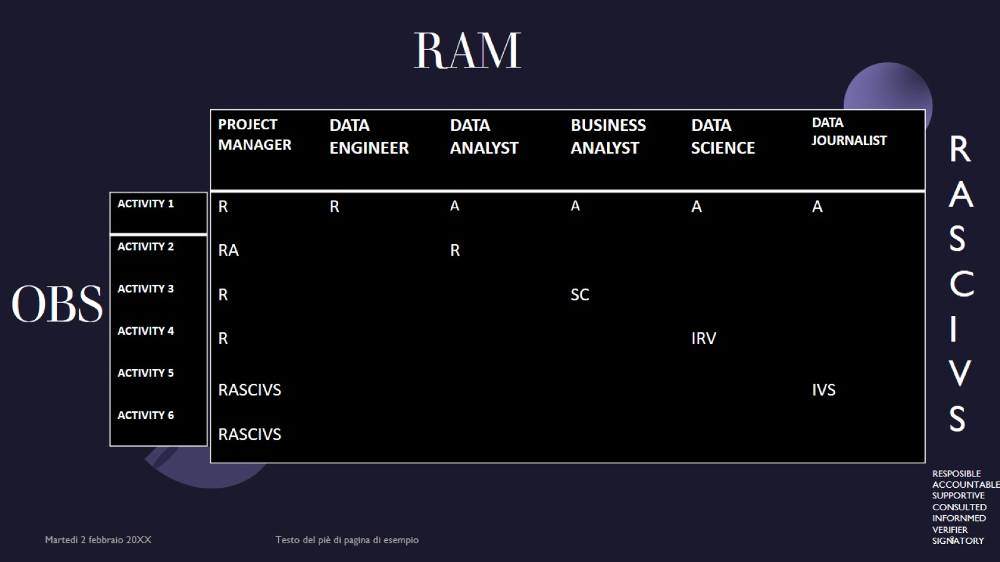 RAM
PROJECT MANAGER DATA ENGINEER DATA ANALYST BUSINESS ANALYST DATA SCIENCE DATA JOURNALIST
ACTIVITY 1 R R A A A A
ACTIVITY 2 RA R
ACTIVITY 3 R SC
ACTIVITY 4 R IRV
ACTIVITY 5 RASCIVS IVS
ACTIVITY 6 RASCIVS
OBS
R
A
S
C
I
V
S
RESPOSIBLE
ACCOUNTABLE
SUPPORTIVE
CONSULTED
INFORNMED
VERIFIER
SIGNATORY
Martedì 2 febbraio 20XX Testo del piè di pagina di esempio